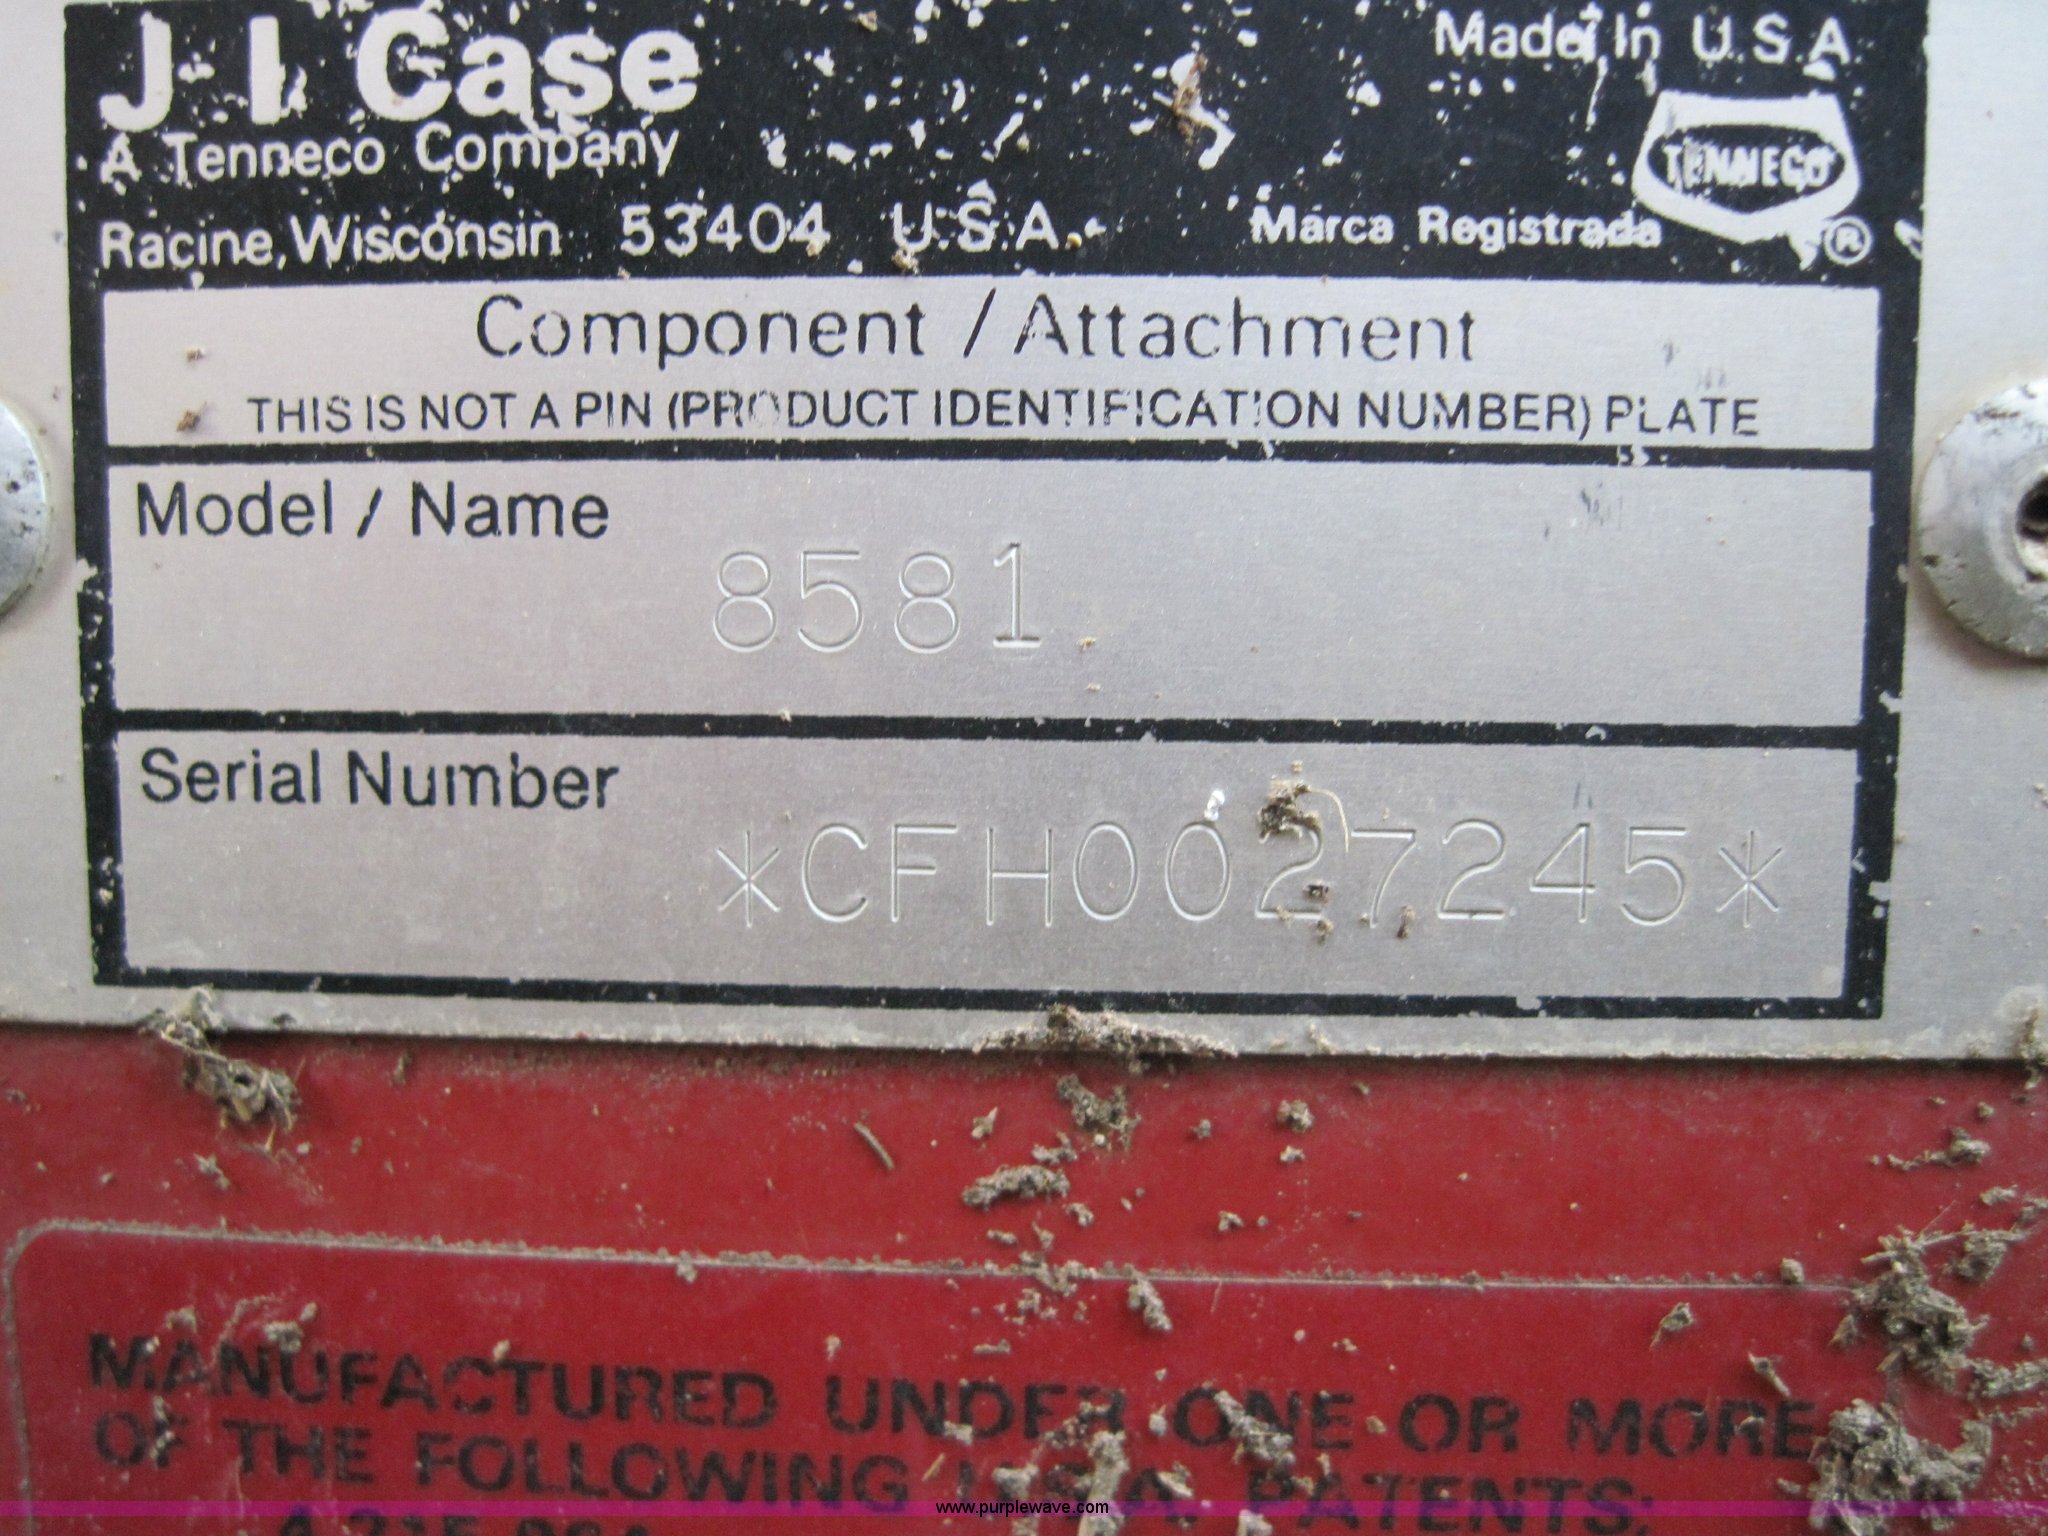 J I Case
Made In U.S.A.
A Tenneco Company
TENNECO
Racine, Wisconsin 53404 U.S.A.
Marca Registrada ®
Component / Attachment
THIS IS NOT A PIN (PRODUCT IDENTIFICATION NUMBER) PLATE
Model / Name
8581
Serial Number
*CFH0027245*
MANUFACTURED UNDER ONE OR MORE
OF THE FOLLOWING U.S.A. PATENTS:
www.purplewave.com